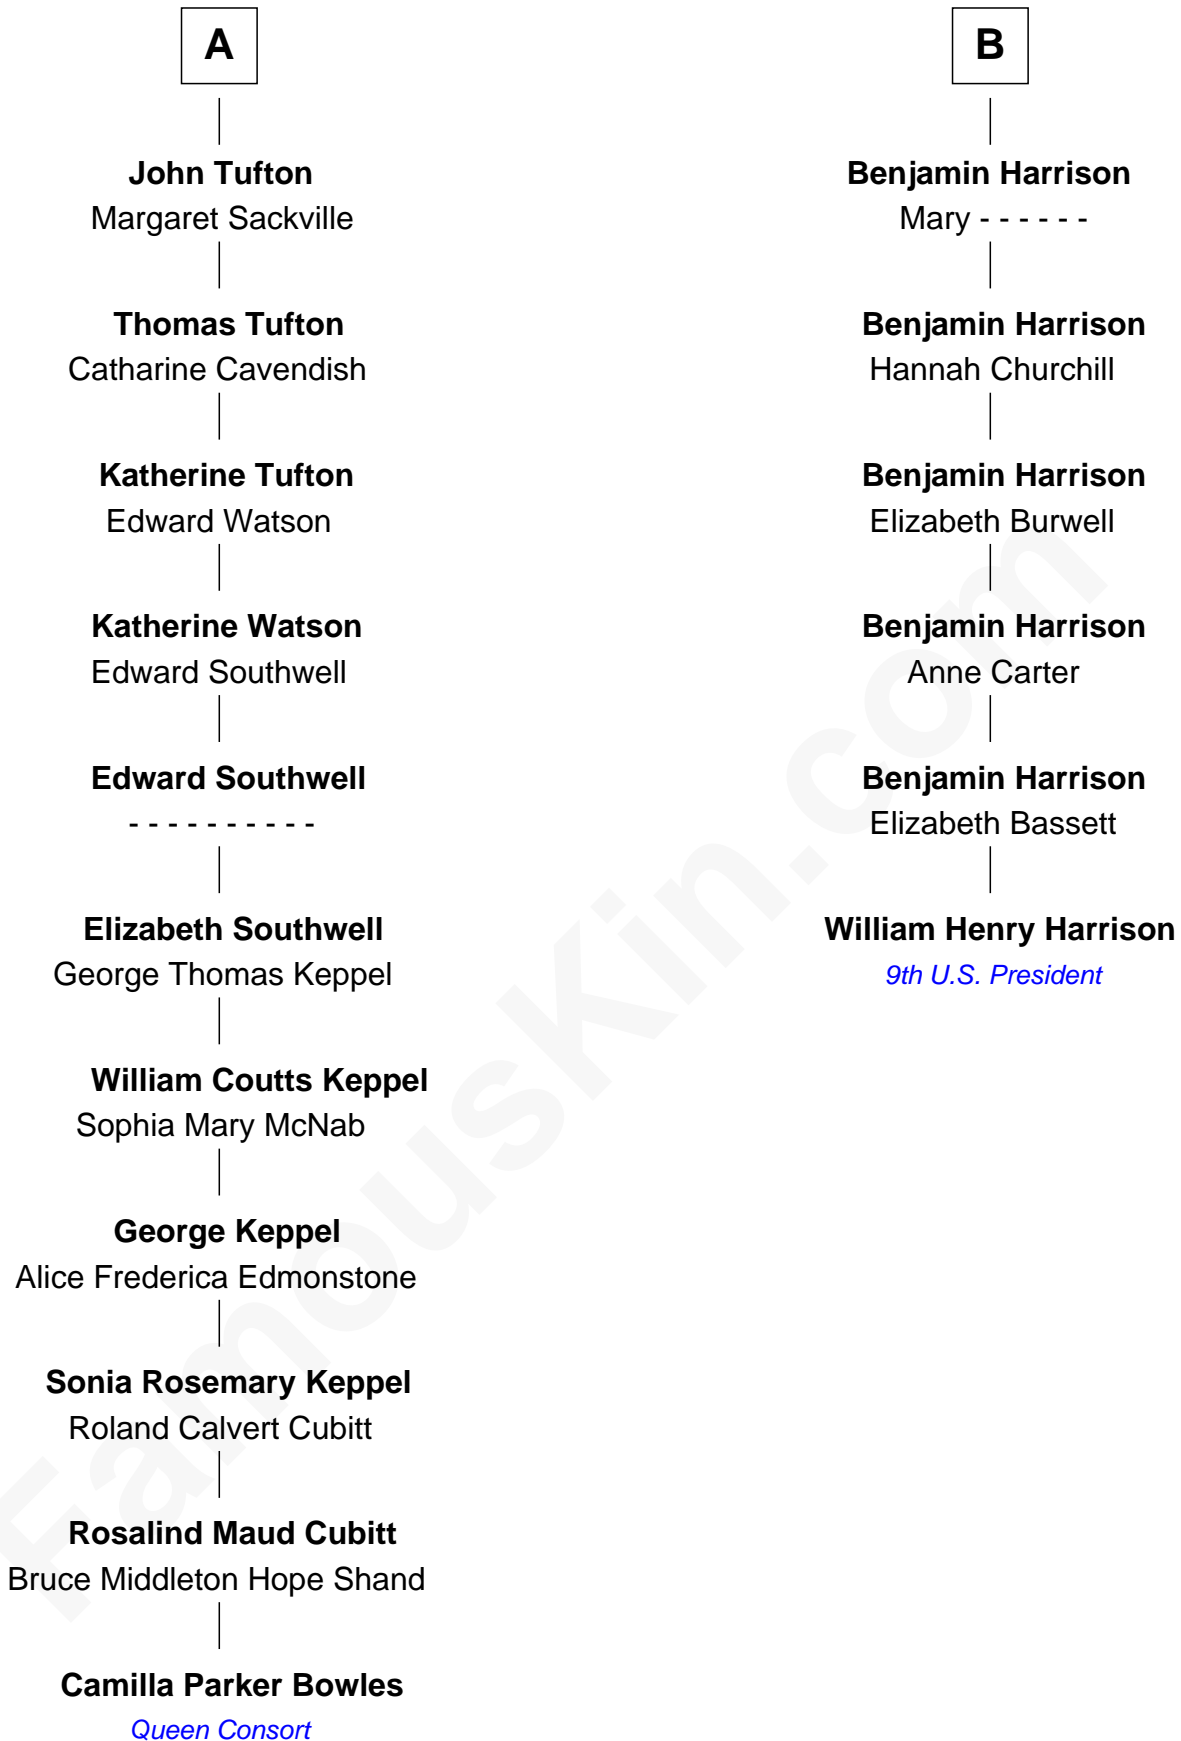 A
John Tufton
Margaret Sackville
Thomas Tufton
Catharine Cavendish
Katherine Tufton
Edward Watson
Katherine Watson
Edward Southwell
Edward Southwell
- - - - - - - - - -
Elizabeth Southwell
George Thomas Keppel
William Coutts Keppel
Sophia Mary McNab
George Keppel
Alice Frederica Edmonstone
Sonia Rosemary Keppel
Roland Calvert Cubitt
Rosalind Maud Cubitt
Bruce Middleton Hope Shand
Camilla Parker Bowles
Queen Consort
B
Benjamin Harrison
Mary - - - - - -
Benjamin Harrison
Hannah Churchill
Benjamin Harrison
Elizabeth Burwell
Benjamin Harrison
Anne Carter
Benjamin Harrison
Elizabeth Bassett
William Henry Harrison
9th U.S. President
FamousKin.com